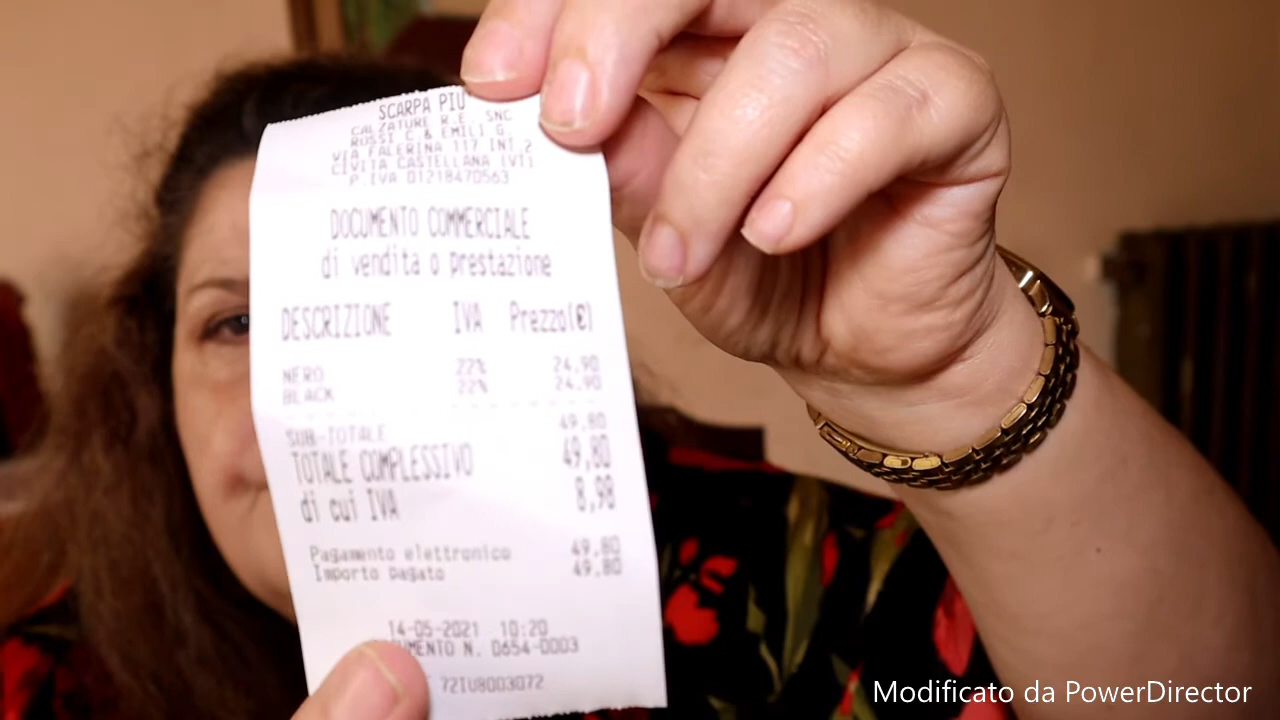 SCARPA PIU'
CALZATURE R.E. SNC
ROSSI C & EMILI G.
VIA FALERINA 117 INT.2
CIVITA CASTELLANA (VT)
P.IVA 01218470563
DOCUMENTO COMMERCIALE
di vendita o prestazione
DESCRIZIONE IVA Prezzo(€)
NERO 22% 24.90
BLACK 22% 24.90
SUB-TOTALE 49.80
TOTALE COMPLESSIVO 49,80
di cui IVA 8,98
Pagamento elettronico 49.80
Importo pagato 49.80
14-05-2021 10:20
N. 0654-0003
72IU8003072
Modificato da PowerDirector